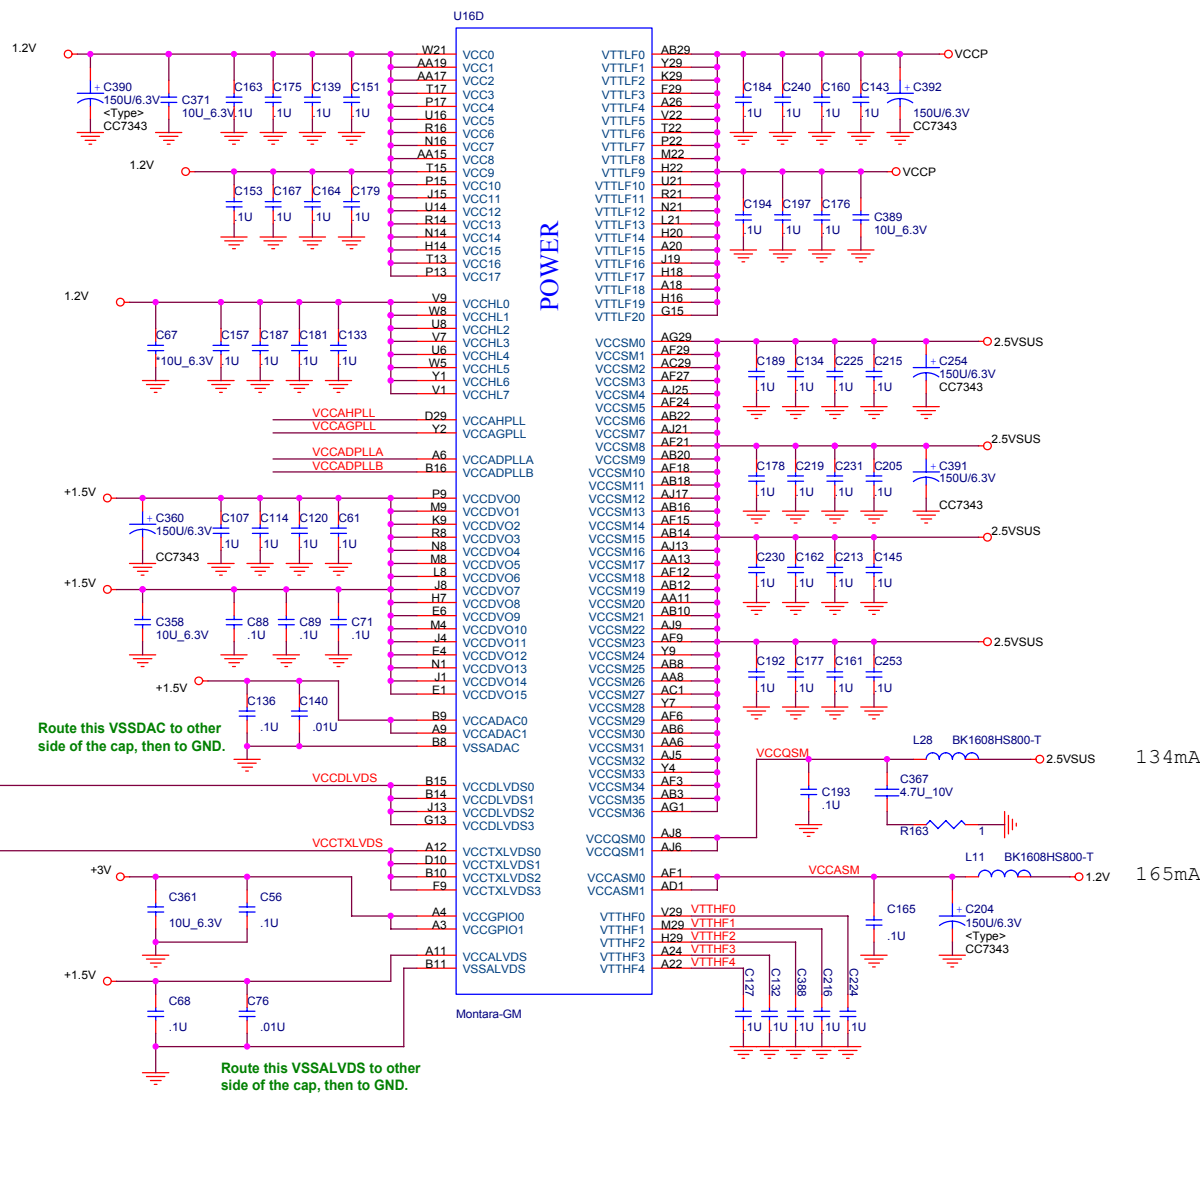 U16D
1.2V
C390
150U/6.3V
<Type>
CC7343
C371
10U_6.3V
C163
.1U
C175
.1U
C139
.1U
C151
.1U
1.2V
C153
.1U
C167
.1U
C164
.1U
C179
.1U
1.2V
C67
*10U_6.3V
C157
.1U
C187
.1U
C181
.1U
C133
.1U
VCCAHPLL
VCCAGPLL
VCCADPLLA
VCCADPLLB
+1.5V
C360
150U/6.3V
CC7343
C107
.1U
C114
.1U
C120
.1U
C61
.1U
+1.5V
C358
10U_6.3V
C88
.1U
C89
.1U
C71
.1U
+1.5V
C136
.1U
C140
.01U
Route this VSSDAC to other
side of the cap, then to GND.
VCCDLVDS
VCCTXLVDS
+3V
C361
10U_6.3V
C56
.1U
+1.5V
C68
.1U
C76
.01U
Route this VSSALVDS to other
side of the cap, then to GND.
W21 VCC0
AA19 VCC1
AA17 VCC2
T17 VCC3
P17 VCC4
U16 VCC5
R16 VCC6
N16 VCC7
AA15 VCC8
T15 VCC9
P15 VCC10
J15 VCC11
U14 VCC12
R14 VCC13
N14 VCC14
H14 VCC15
T13 VCC16
P13 VCC17
V9 VCCHL0
W8 VCCHL1
U8 VCCHL2
V7 VCCHL3
U6 VCCHL4
W5 VCCHL5
Y1 VCCHL6
V1 VCCHL7
D29 VCCAHPLL
Y2 VCCAGPLL
A6 VCCADPLLA
B16 VCCADPLLB
P9 VCCDVO0
M9 VCCDVO1
K9 VCCDVO2
R8 VCCDVO3
N8 VCCDVO4
M8 VCCDVO5
L8 VCCDVO6
J8 VCCDVO7
H7 VCCDVO8
E6 VCCDVO9
M4 VCCDVO10
J4 VCCDVO11
E4 VCCDVO12
N1 VCCDVO13
J1 VCCDVO14
E1 VCCDVO15
B9 VCCADAC0
A9 VCCADAC1
B8 VSSADAC
B15 VCCDLVDS0
B14 VCCDLVDS1
J13 VCCDLVDS2
G13 VCCDLVDS3
A12 VCCTXLVDS0
D10 VCCTXLVDS1
B10 VCCTXLVDS2
F9 VCCTXLVDS3
A4 VCCGPIO0
A3 VCCGPIO1
A11 VCCALVDS
B11 VSSALVDS
POWER
Montara-GM
VTTLF0 AB29
VTTLF1 Y29
VTTLF2 K29
VTTLF3 F29
VTTLF4 A26
VTTLF5 V22
VTTLF6 T22
VTTLF7 P22
VTTLF8 M22
VTTLF9 H22
VTTLF10 U21
VTTLF11 R21
VTTLF12 N21
VTTLF13 L21
VTTLF14 H20
VTTLF15 A20
VTTLF16 J19
VTTLF17 H18
VTTLF18 A18
VTTLF19 H16
VTTLF20 G15
VCCSM0 AG29
VCCSM1 AF29
VCCSM2 AC29
VCCSM3 AF27
VCCSM4 AJ25
VCCSM5 AF24
VCCSM6 AB22
VCCSM7 AJ21
VCCSM8 AF21
VCCSM9 AB20
VCCSM10 AF18
VCCSM11 AB18
VCCSM12 AJ17
VCCSM13 AB16
VCCSM14 AF15
VCCSM15 AB14
VCCSM16 AJ13
VCCSM17 AA13
VCCSM18 AF12
VCCSM19 AB12
VCCSM20 AA11
VCCSM21 AB10
VCCSM22 AJ9
VCCSM23 AF9
VCCSM24 Y9
VCCSM25 AB8
VCCSM26 AA8
VCCSM27 AC1
VCCSM28 Y7
VCCSM29 AF6
VCCSM30 AB6
VCCSM31 AA6
VCCSM32 AJ5
VCCSM33 Y4
VCCSM34 AF3
VCCSM35 AB3
VCCSM36 AG1
VCCQSM0 AJ8
VCCQSM1 AJ6
VCCASM0 AF1
VCCASM1 AD1
VTTHF0 V29 VTTHF0
VTTHF1 M29 VTTHF1
VTTHF2 H29 VTTHF2
VTTHF3 A24 VTTHF3
VTTHF4 A22 VTTHF4
VCCP
C184
.1U
C240
.1U
C160
.1U
C143
.1U
C392
150U/6.3V
CC7343
VCCP
C194
.1U
C197
.1U
C176
.1U
C389
10U_6.3V
2.5VSUS
C189
.1U
C134
.1U
C225
.1U
C215
.1U
C254
150U/6.3V
CC7343
2.5VSUS
C178
.1U
C219
.1U
C231
.1U
C205
.1U
C391
150U/6.3V
CC7343
2.5VSUS
C230
.1U
C162
.1U
C213
.1U
C145
.1U
2.5VSUS
C192
.1U
C177
.1U
C161
.1U
C253
.1U
L28 BK1608HS800-T
VCCQSM
2.5VSUS
134mA
C193
.1U
C367
4.7U_10V
R163 1
L11 BK1608HS800-T
VCCASM
1.2V
165mA
C165
.1U
C204
150U/6.3V
<Type>
CC7343
C127
.1U
C132
.1U
C388
.1U
C216
.1U
C224
.1U